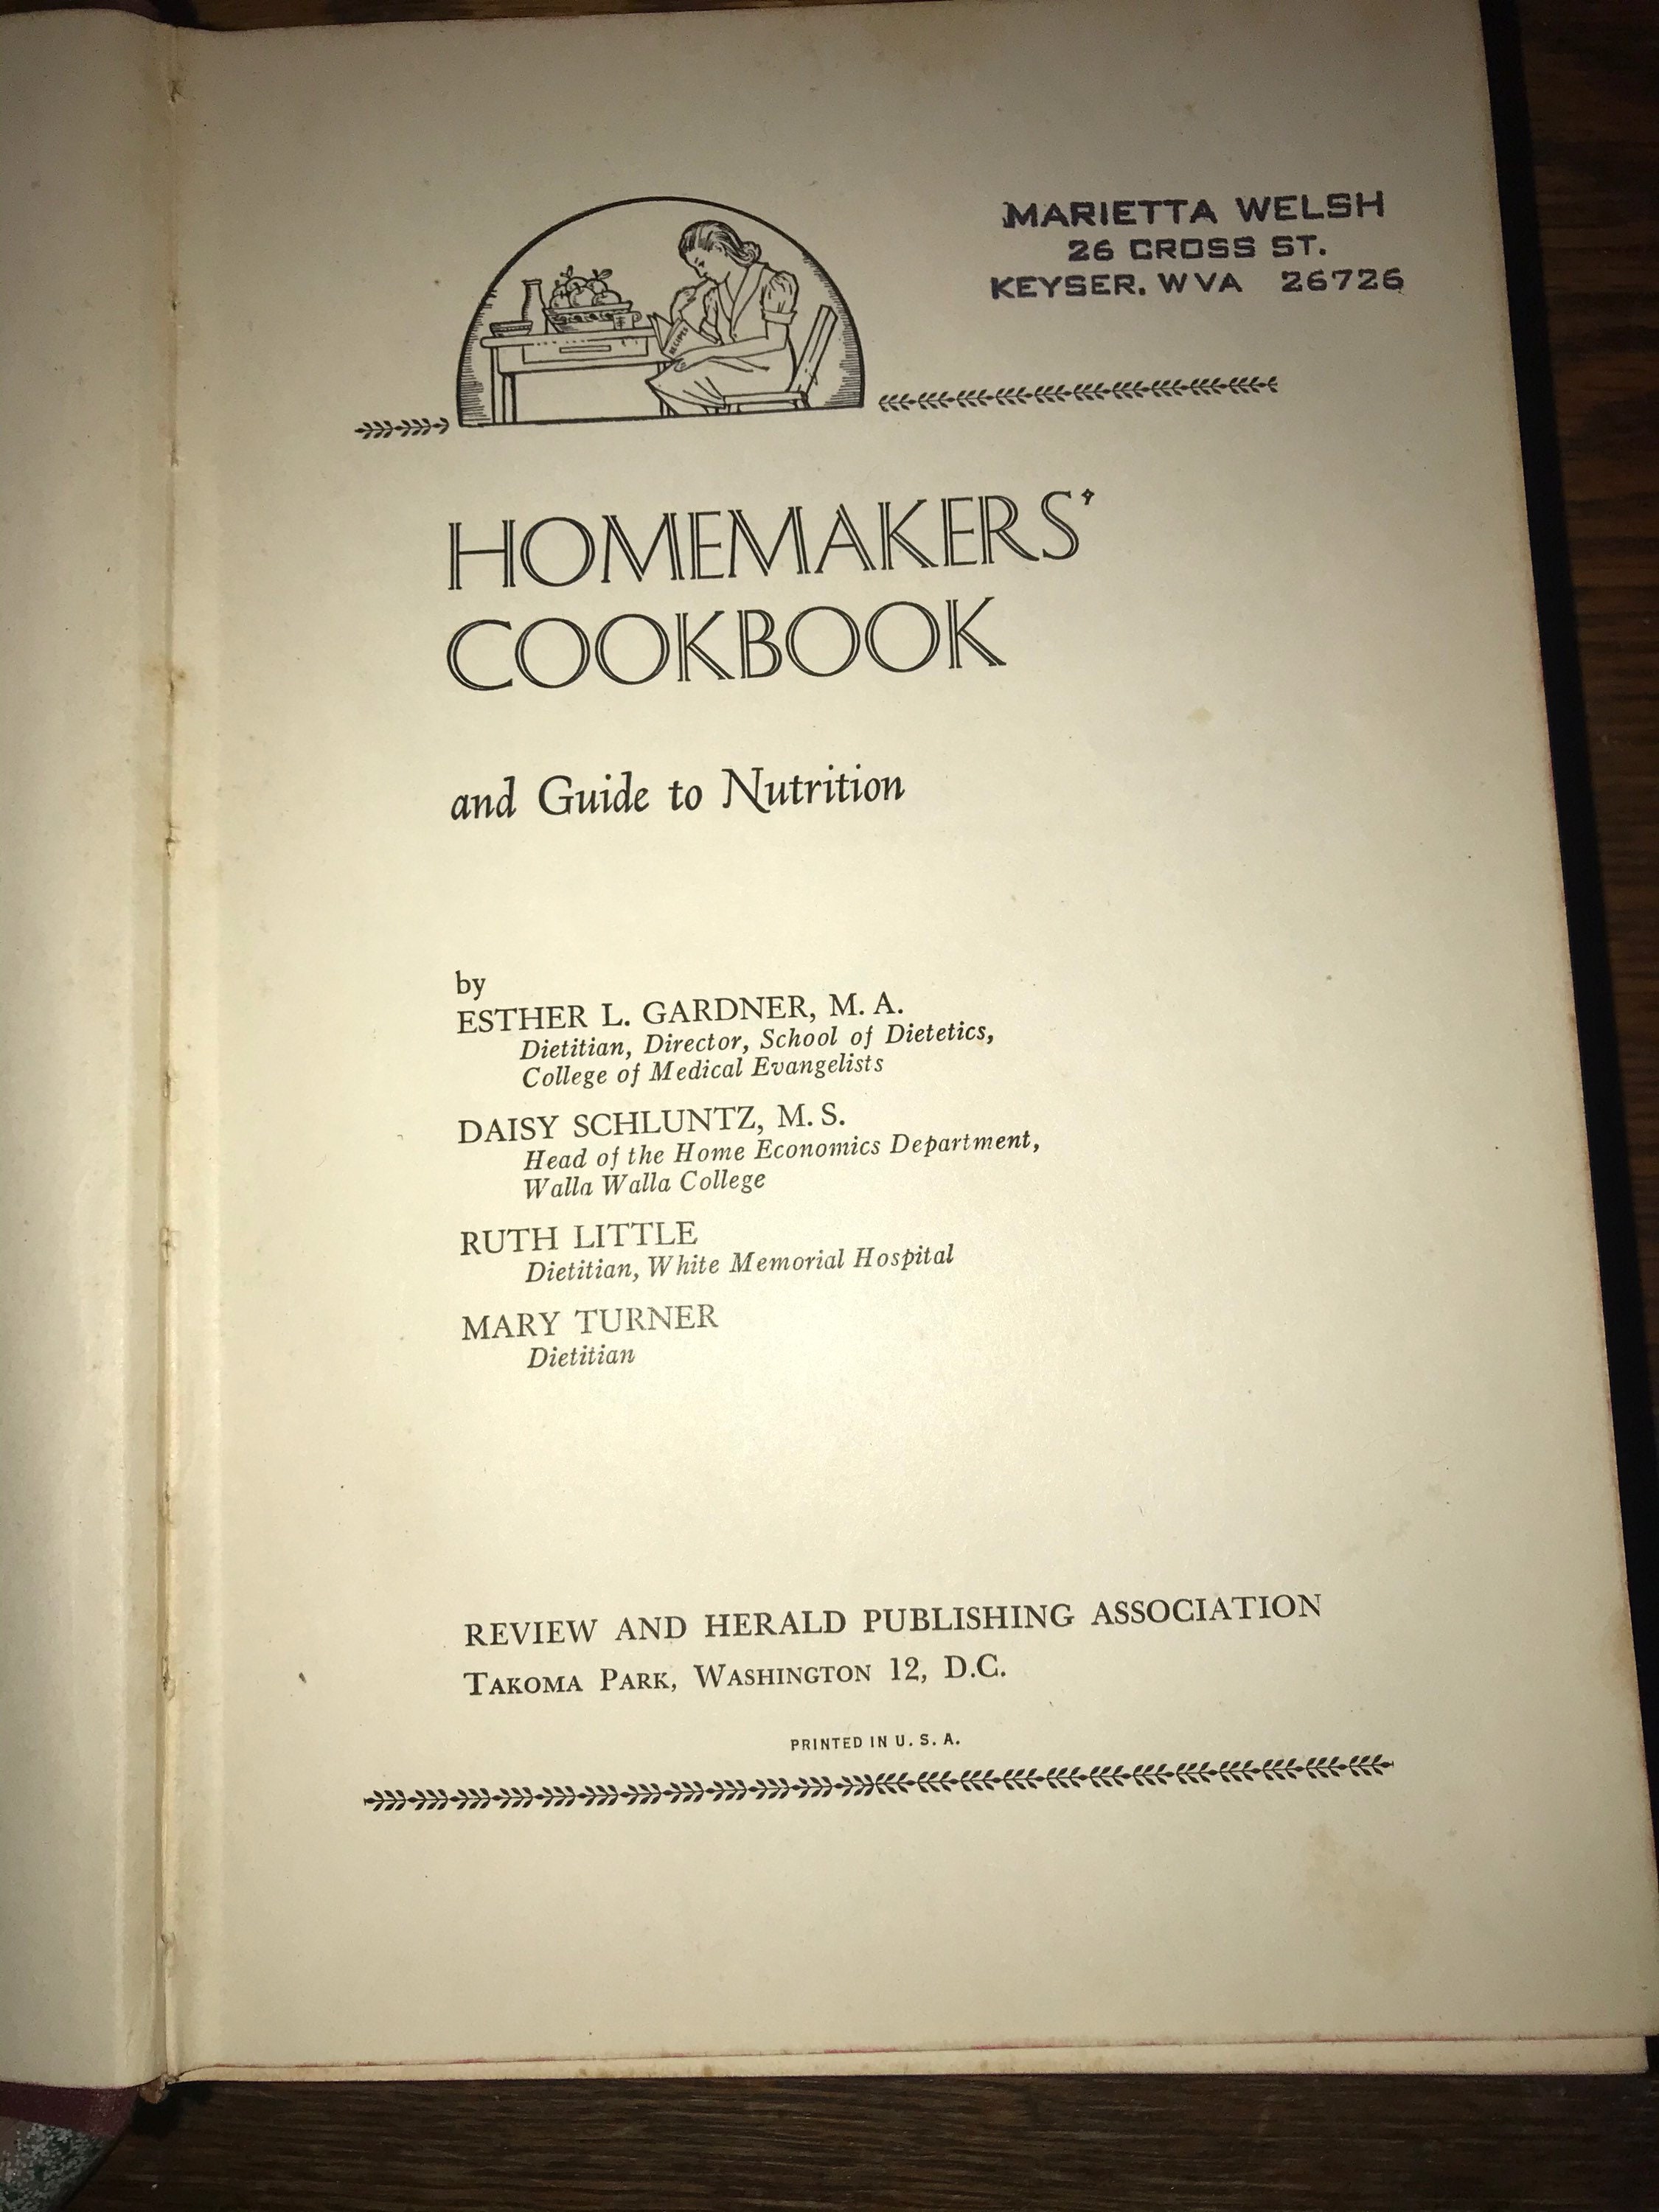 MARIETTA WELSH
26 CROSS ST.
KEYSER, WVA 26726
RECIPES
HOMEMAKERS'
COOKBOOK
and Guide to Nutrition
by
ESTHER L. GARDNER, M. A.
Dietitian, Director, School of Dietetics,
College of Medical Evangelists
DAISY SCHLUNTZ, M. S.
Head of the Home Economics Department,
Walla Walla College
RUTH LITTLE
Dietitian, White Memorial Hospital
MARY TURNER
Dietitian
REVIEW AND HERALD PUBLISHING ASSOCIATION
TAKOMA PARK, WASHINGTON 12, D.C.
PRINTED IN U. S. A.